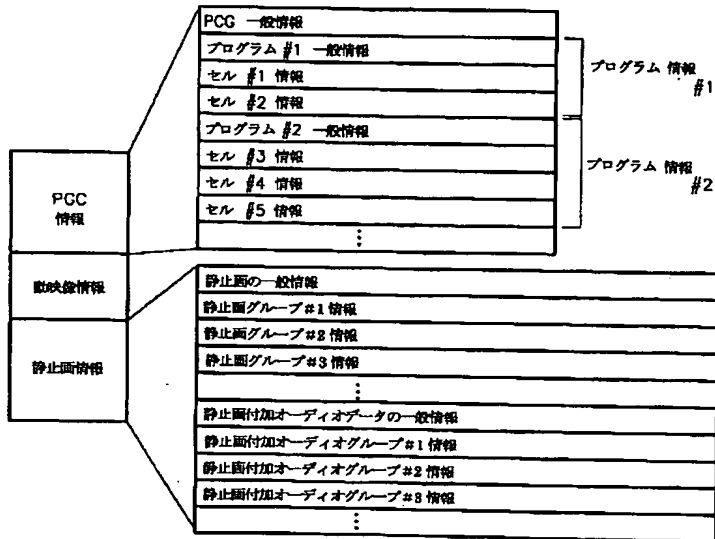 PCG 一般情報
プログラム #1 一般情報
セル #1 情報
セル #2 情報
プログラム #2 一般情報
セル #3 情報
セル #4 情報
セル #5 情報
プログラム 情報
#1
プログラム 情報
#2
PGC
情報
動映像情報
静止画情報
静止画の一般情報
静止画グループ#1 情報
静止画グループ#2 情報
静止画グループ#3 情報
静止画付加オーディオデータの一般情報
静止画付加オーディオグループ#1 情報
静止画付加オーディオグループ#2 情報
静止画付加オーディオグループ#3 情報